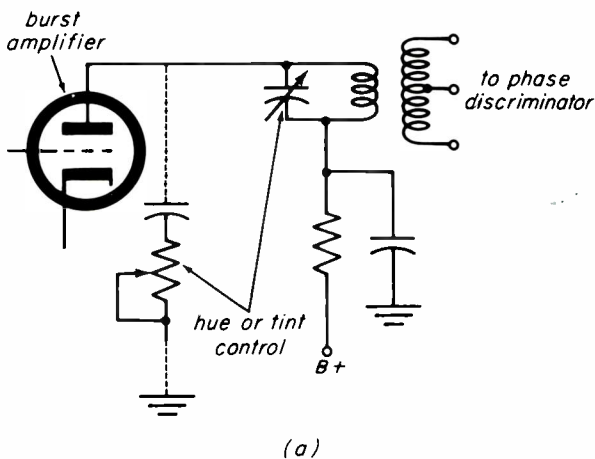 burst
amplifier
to phase
discriminator
hue or tint
control
B+
(a)